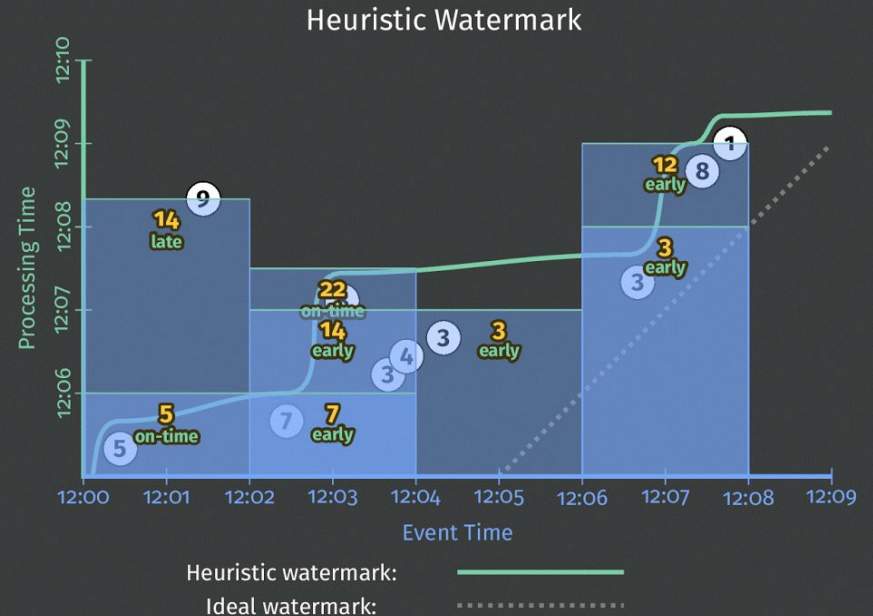 Heuristic Watermark
Processing Time
12:10
12:09
12:08
12:07
12:06
9
14
late
5
5
on-time
22
on-time
14
early
3
4
7
7
early
3
3
early
1
12
early
8
3
early
3
12:00 12:01 12:02 12:03 12:04 12:05 12:06 12:07 12:08 12:09
Event Time
Heuristic watermark:
Ideal watermark: